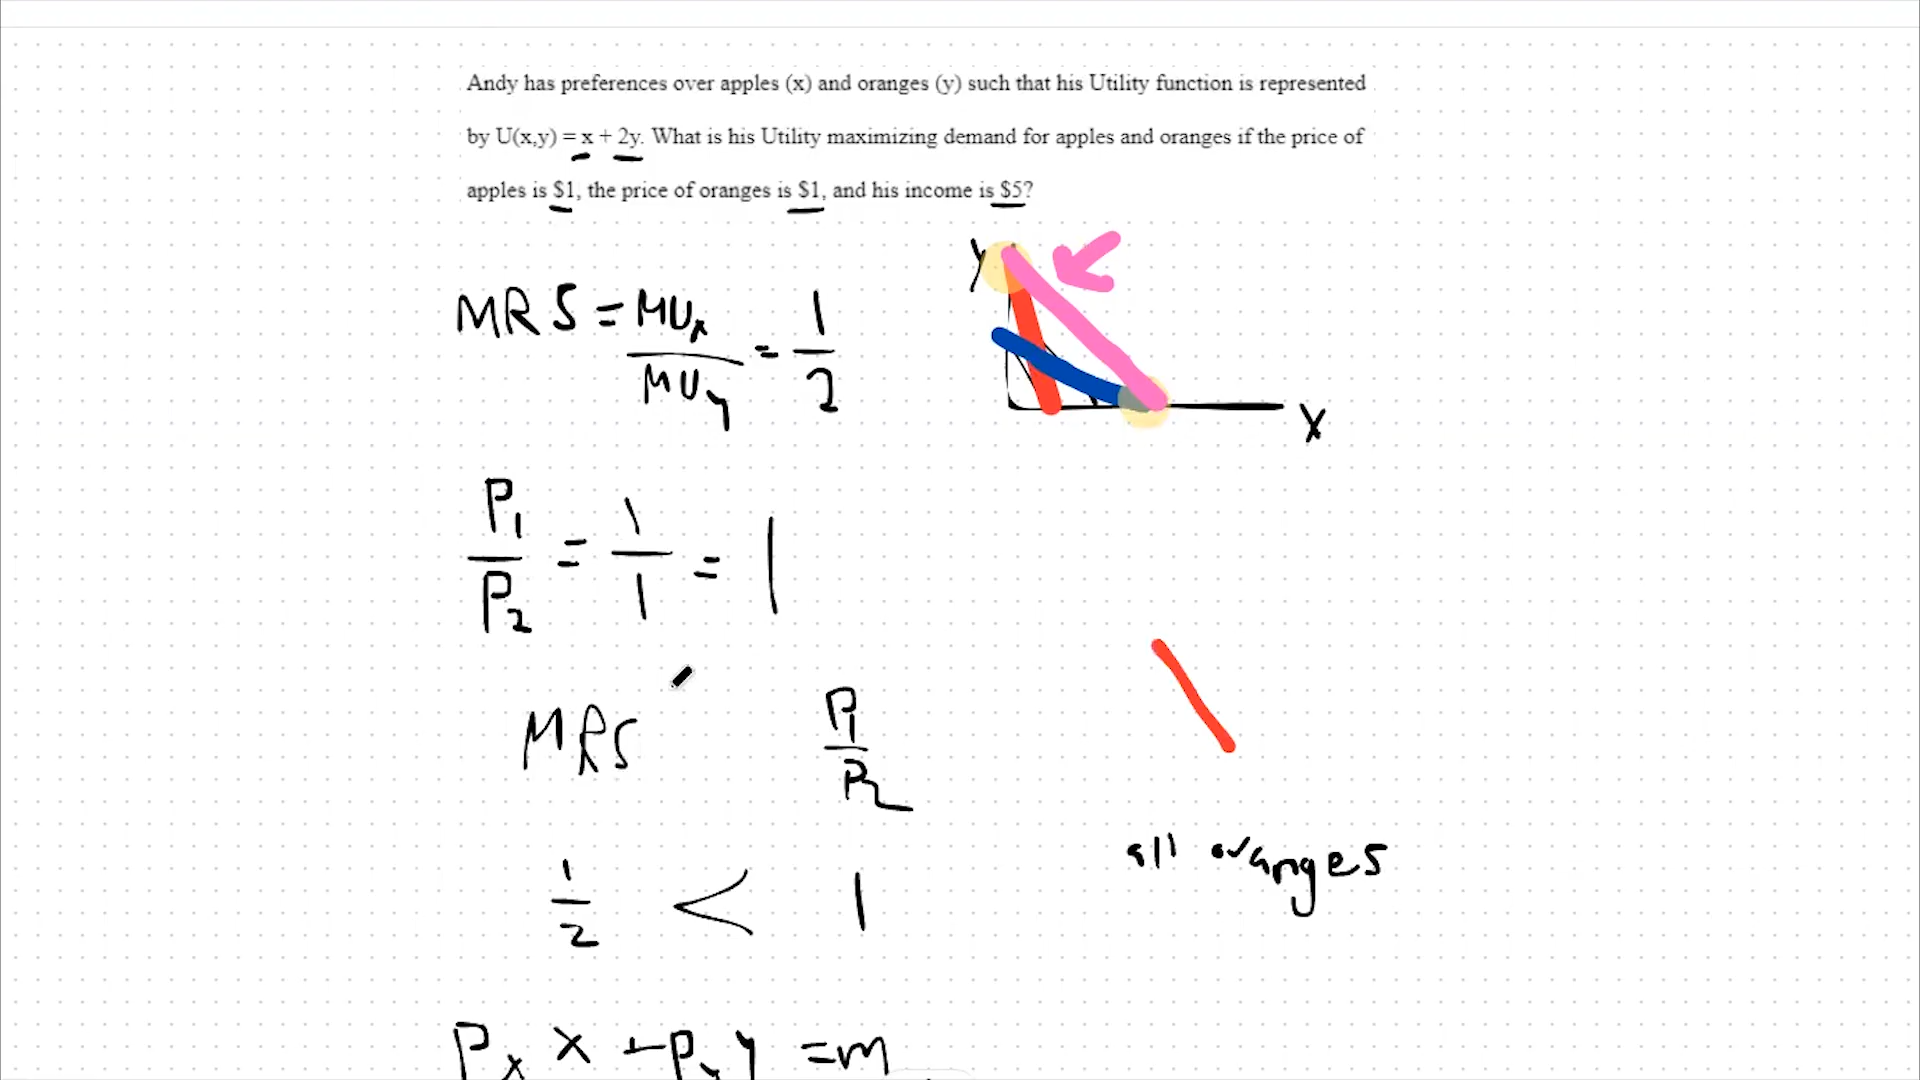 Andy has preferences over apples (x) and oranges (y) such that his Utility function is represented
by U(x,y) = x + 2y. What is his Utility maximizing demand for apples and oranges if the price of
apples is $1, the price of oranges is $1, and his income is $5?
y
x
MRS = MUx / MUy = 1 / 2
P1 / P2 = 1 / 1 = 1
MRS P1 / P2
all oranges
1 / 2 < 1
Px x + Py y = m